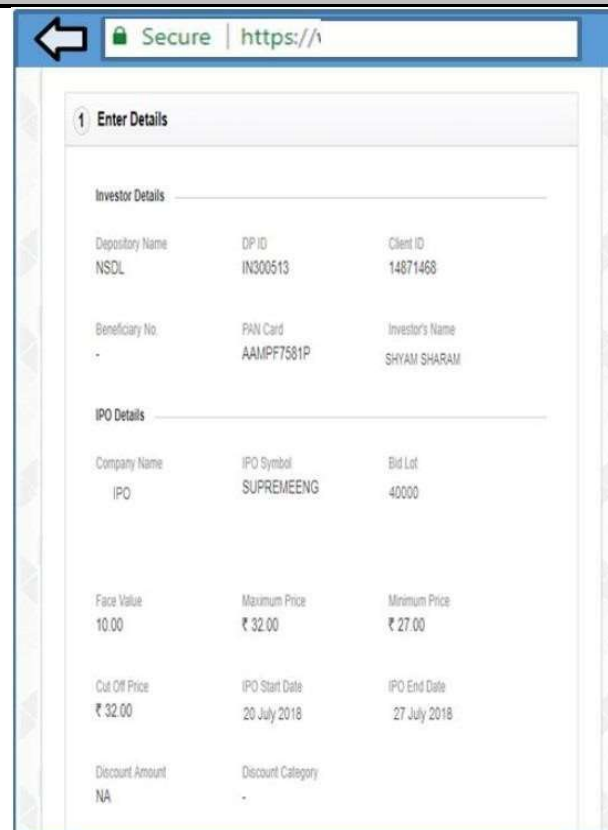 Secure | https://
1 Enter Details
Investor Details
Depository Name DP ID Client ID
NSDL IN300513 14871468
Beneficiary No. PAN Card Investor's Name
- AAMPF7581P SHYAM SHARAM
IPO Details
Company Name IPO Symbol Bid Lot
IPO SUPREMEENG 40000
Face Value Maximum Price Minimum Price
10.00 ₹ 32.00 ₹ 27.00
Cut Off Price IPO Start Date IPO End Date
₹ 32.00 20 July 2018 27 July 2018
Discount Amount Discount Category
NA -